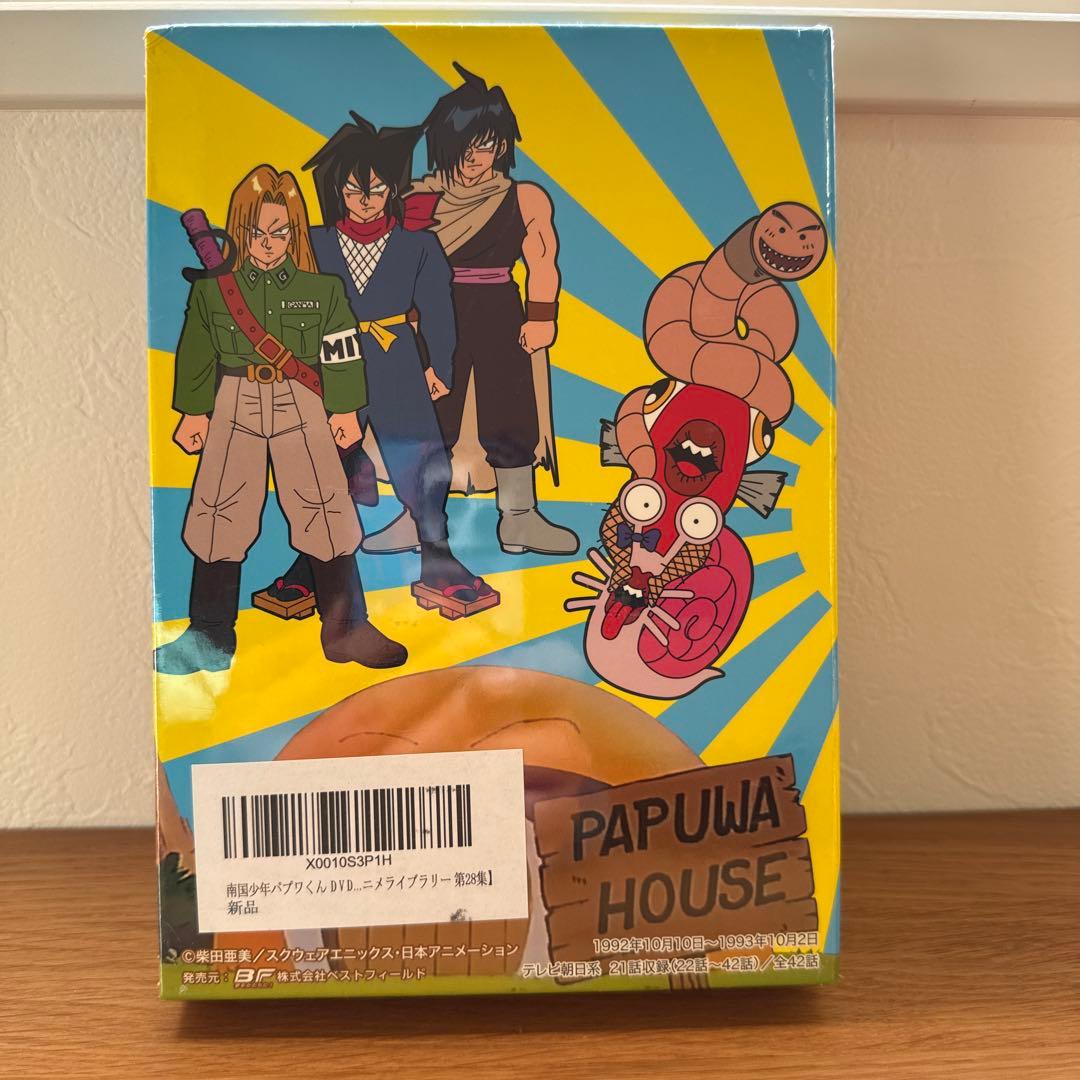 G G
GANMA
MI
X0010S3P1H
南国少年パプワくん DVD...ニメライブラリー 第28集】
新品
PAPUWA
HOUSE
1992年10月10日〜1993年10月2日
©柴田亜美/スクウェアエニックス・日本アニメーション
テレビ朝日系 21話収録(22話〜42話)/全42話
発売元: BF 株式会社ベストフィールド